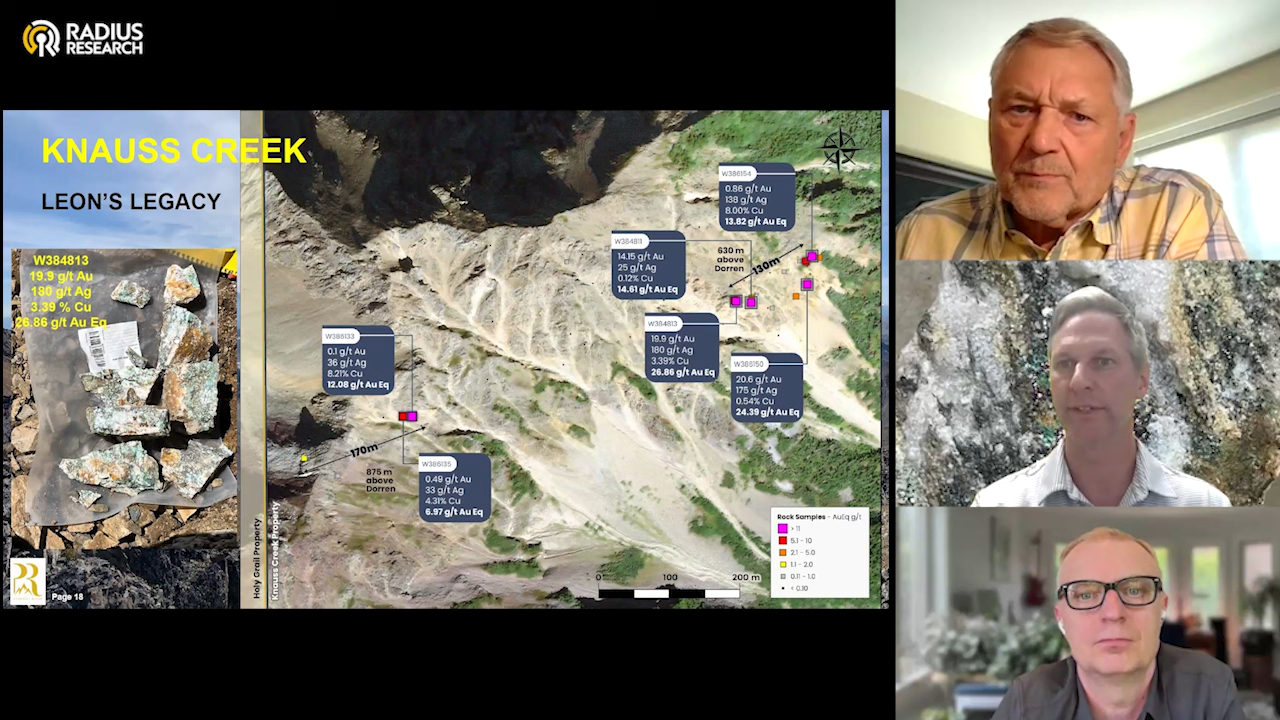 RADIUS
RESEARCH
KNAUSS CREEK
LEON'S LEGACY
W384813
19.9 g/t Au
180 g/t Ag
3.39 % Cu
26.86 g/t Au Eq
Page 18
Holy Grail Property
Knauss Creek Property
W386133
0.1 g/t Au
36 g/t Ag
8.21% Cu
12.08 g/t Au Eq
170m
875 m
above
Dorren
W386135
0.49 g/t Au
33 g/t Ag
4.31% Cu
6.97 g/t Au Eq
W384811
14.15 g/t Au
25 g/t Ag
0.12% Cu
14.61 g/t Au Eq
630 m
above
Dorren
130m
W386154
0.86 g/t Au
138 g/t Ag
8.00% Cu
13.82 g/t Au Eq
W384813
19.9 g/t Au
180 g/t Ag
3.39% Cu
26.86 g/t Au Eq
W386150
20.6 g/t Au
175 g/t Ag
0.54% Cu
24.39 g/t Au Eq
Rock Samples - AuEq g/t
> 11
5.1 - 10
2.1 - 5.0
1.1 - 2.0
0.11 - 1.0
< 0.10
0 100 200 m